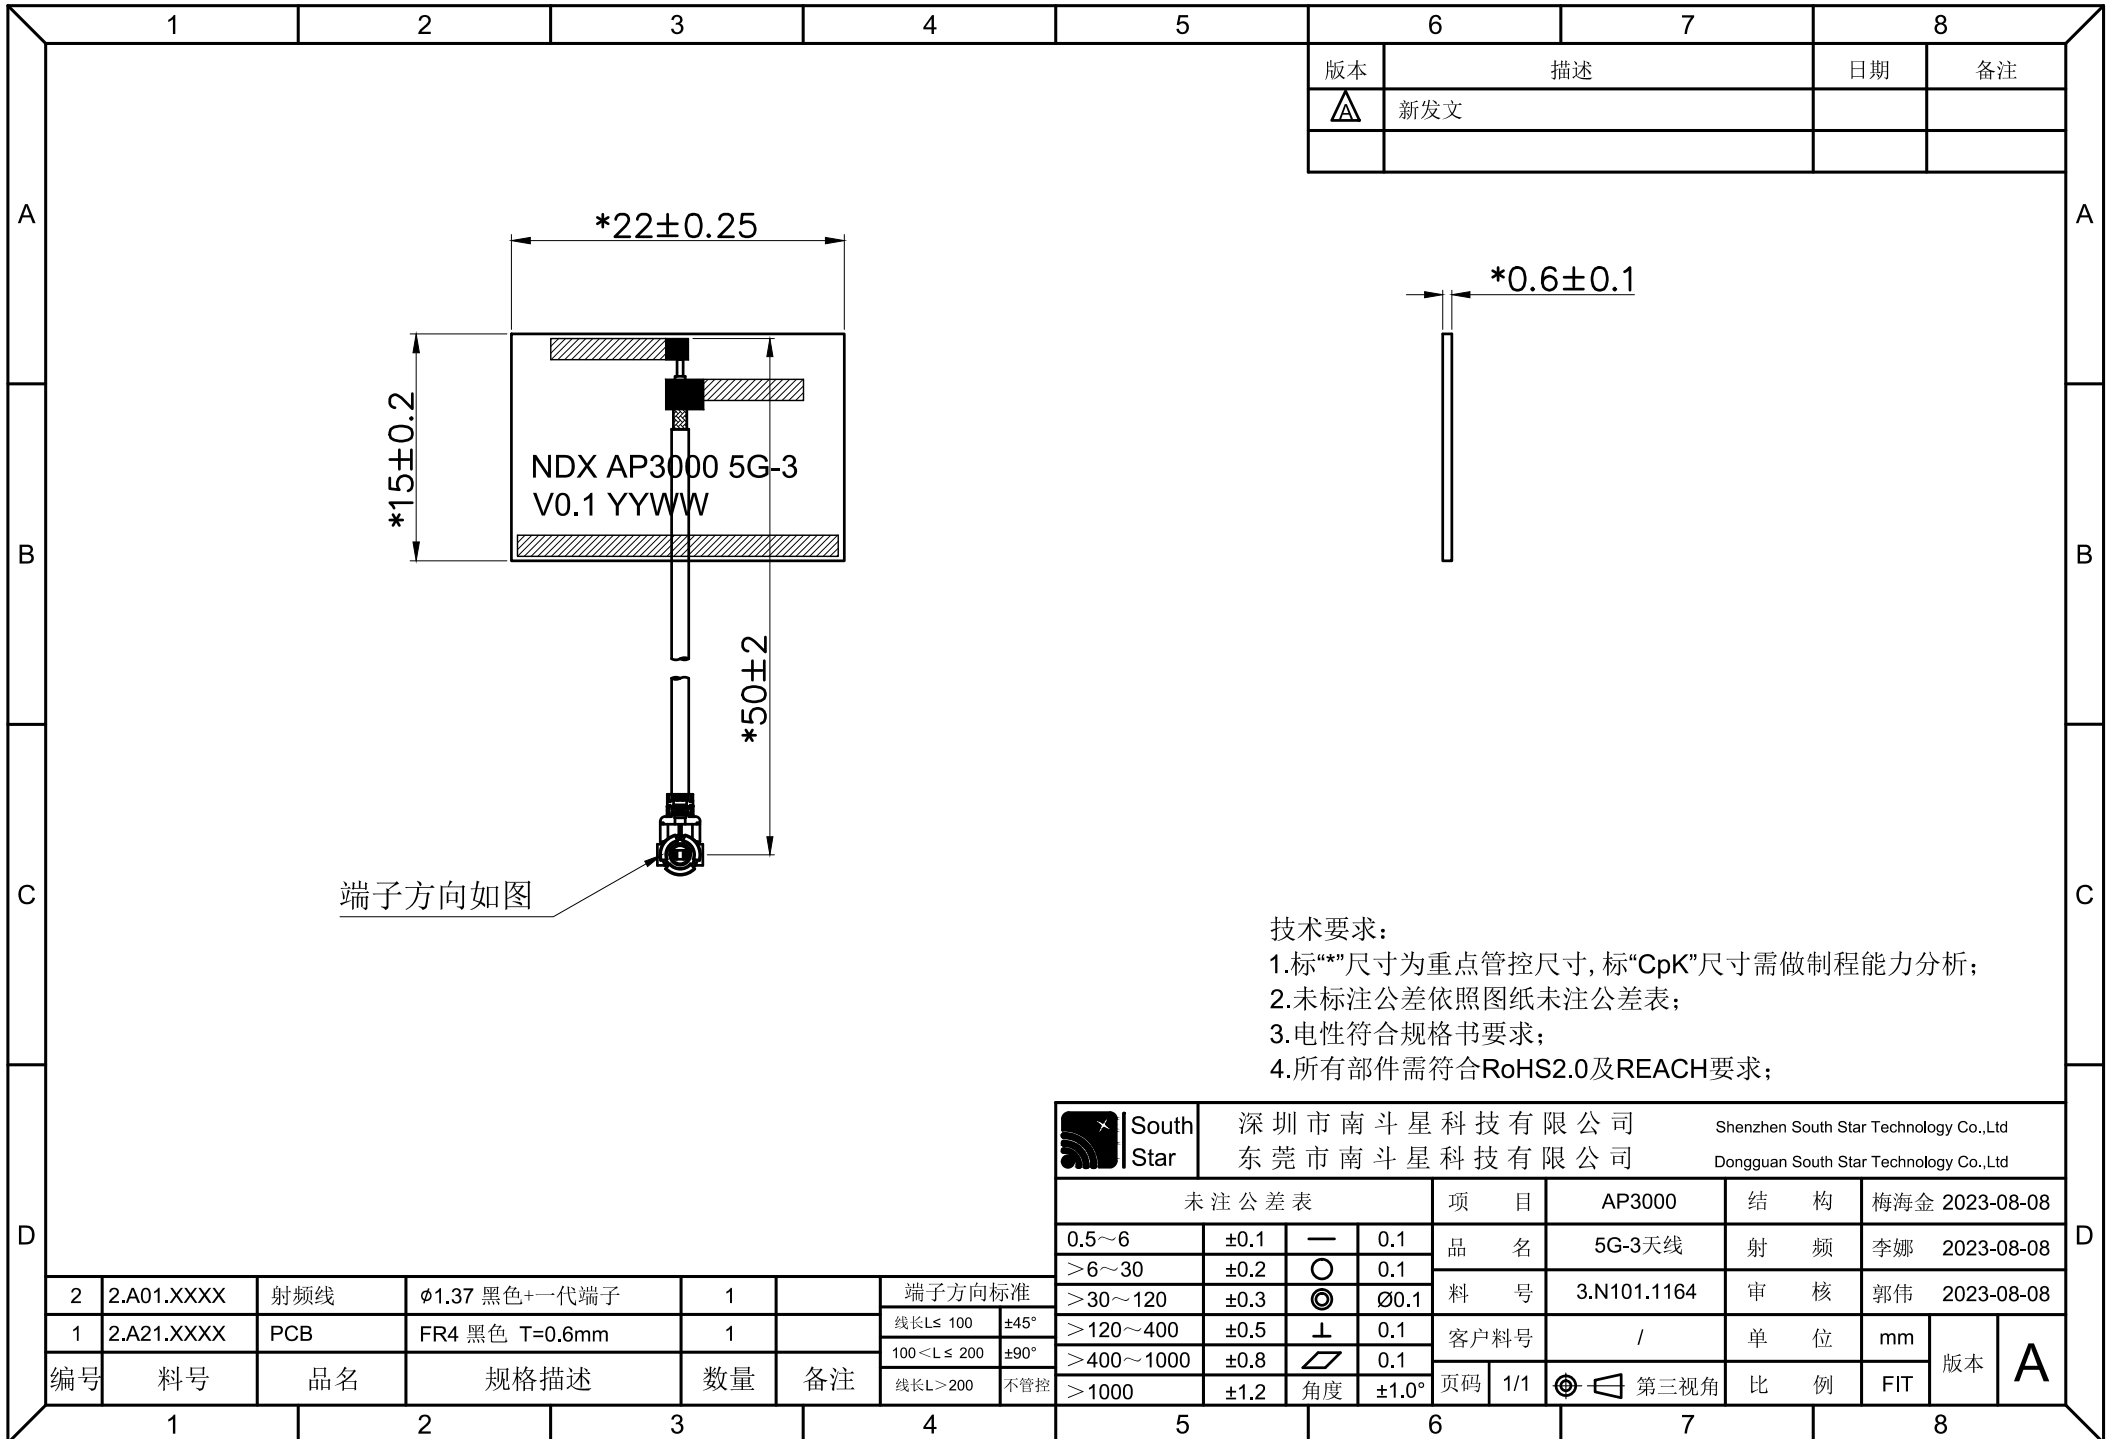 1 2 3 4 5 6 7 8
版本 描述 日期 备注
A 新发文
A A
*22±0.25
*0.6±0.1
*15±0.2
NDX AP3000 5G-3
V0.1 YYWW
B B
*50±2
端子方向如图
C C
技术要求：
1.标“*”尺寸为重点管控尺寸, 标“CpK”尺寸需做制程能力分析；
2.未标注公差依照图纸未注公差表；
3.电性符合规格书要求；
4.所有部件需符合RoHS2.0及REACH要求；
South
Star
深圳市南斗星科技有限公司 Shenzhen South Star Technology Co.,Ltd
东莞市南斗星科技有限公司 Dongguan South Star Technology Co.,Ltd
D D
未注公差表
0.5～6 ±0.1 — 0.1
＞6～30 ±0.2 ○ 0.1
＞30～120 ±0.3 ◎ Ø0.1
＞120～400 ±0.5 ⊥ 0.1
＞400～1000 ±0.8 ▱ 0.1
＞1000 ±1.2 角度 ±1.0°
项目 AP3000 结构 梅海金 2023-08-08
品名 5G-3天线 射频 李娜 2023-08-08
料号 3.N101.1164 审核 郭伟 2023-08-08
客户料号 / 单位 mm
页码 1/1 第三视角 比例 FIT
版本 A
2 2.A01.XXXX 射频线 φ1.37 黑色+一代端子 1
1 2.A21.XXXX PCB FR4 黑色 T=0.6mm 1
编号 料号 品名 规格描述 数量 备注
端子方向标准
线长L≤ 100 ±45°
100＜L ≤ 200 ±90°
线长L＞200 不管控
1 2 3 4 5 6 7 8